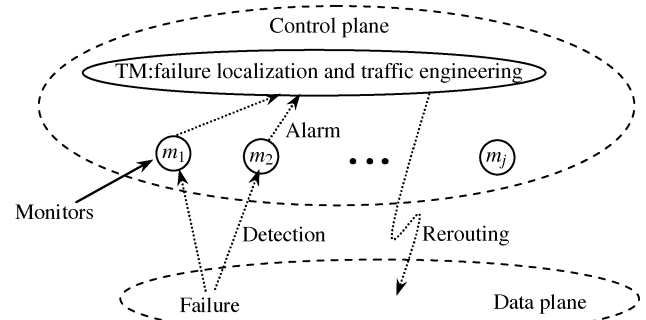 Control plane
TM:failure localization and traffic engineering
Alarm
m1 m2 ••• mj
Monitors
Detection Rerouting
Failure Data plane